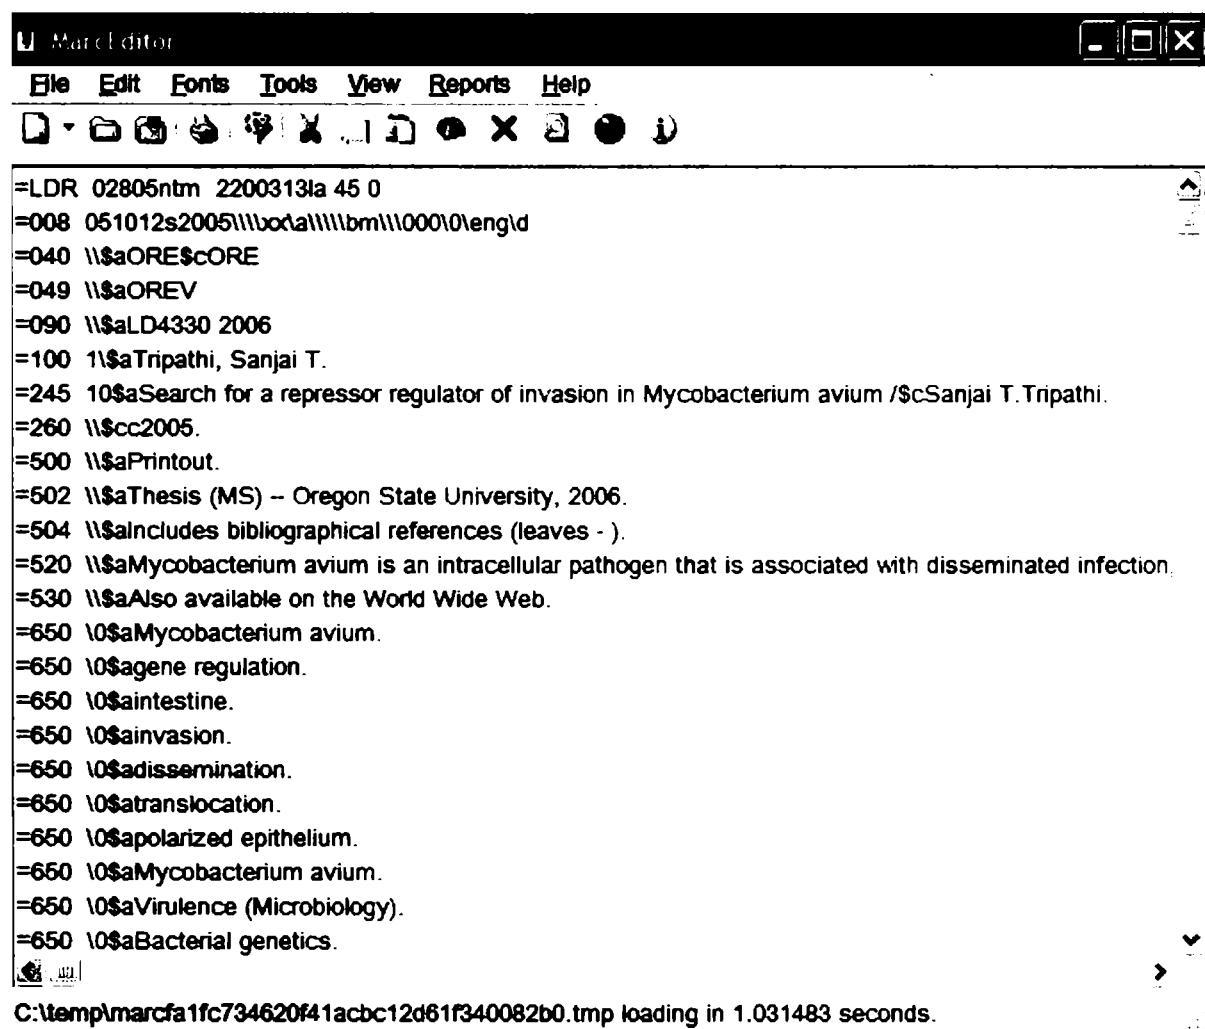 MarcEditor
File Edit Fonts Tools View Reports Help
=LDR 02805ntm 2200313Ia 45 0
=008 051012s2005\\\\xx\a\\\\\bm\\\000\0\eng\d
=040 \\$aORE$cORE
=049 \\$aOREV
=090 \\$aLD4330 2006
=100 1\$aTripathi, Sanjai T.
=245 10$aSearch for a repressor regulator of invasion in Mycobacterium avium /$cSanjai T.Tripathi.
=260 \\$cc2005.
=500 \\$aPrintout.
=502 \\$aThesis (MS) -- Oregon State University, 2006.
=504 \\$aIncludes bibliographical references (leaves - ).
=520 \\$aMycobacterium avium is an intracellular pathogen that is associated with disseminated infection.
=530 \\$aAlso available on the World Wide Web.
=650 \0$aMycobacterium avium.
=650 \0$agene regulation.
=650 \0$aintestine.
=650 \0$ainvasion.
=650 \0$adissemination.
=650 \0$atranslocation.
=650 \0$apolarized epithelium.
=650 \0$aMycobacterium avium.
=650 \0$aVirulence (Microbiology).
=650 \0$aBacterial genetics.
C:\temp\marcfa1fc734620f41acbc12d61f340082b0.tmp loading in 1.031483 seconds.